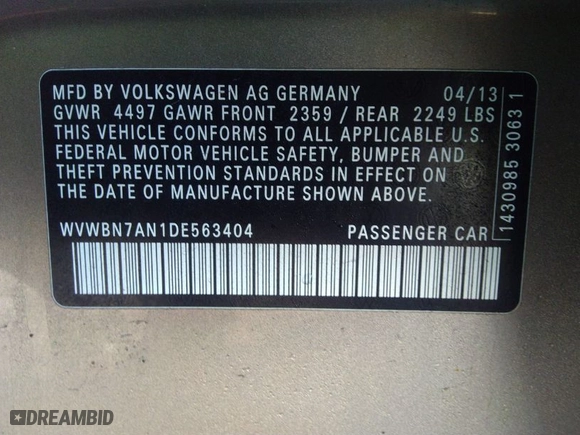 MFD BY VOLKSWAGEN AG GERMANY 04/13
GVWR 4497 GAWR FRONT 2359 / REAR 2249 LBS
THIS VEHICLE CONFORMS TO ALL APPLICABLE U.S.
FEDERAL MOTOR VEHICLE SAFETY, BUMPER AND
THEFT PREVENTION STANDARDS IN EFFECT ON
THE DATE OF MANUFACTURE SHOWN ABOVE.
WVWBN7AN1DE563404 PASSENGER CAR
1430985 3063 1
DREAMBID